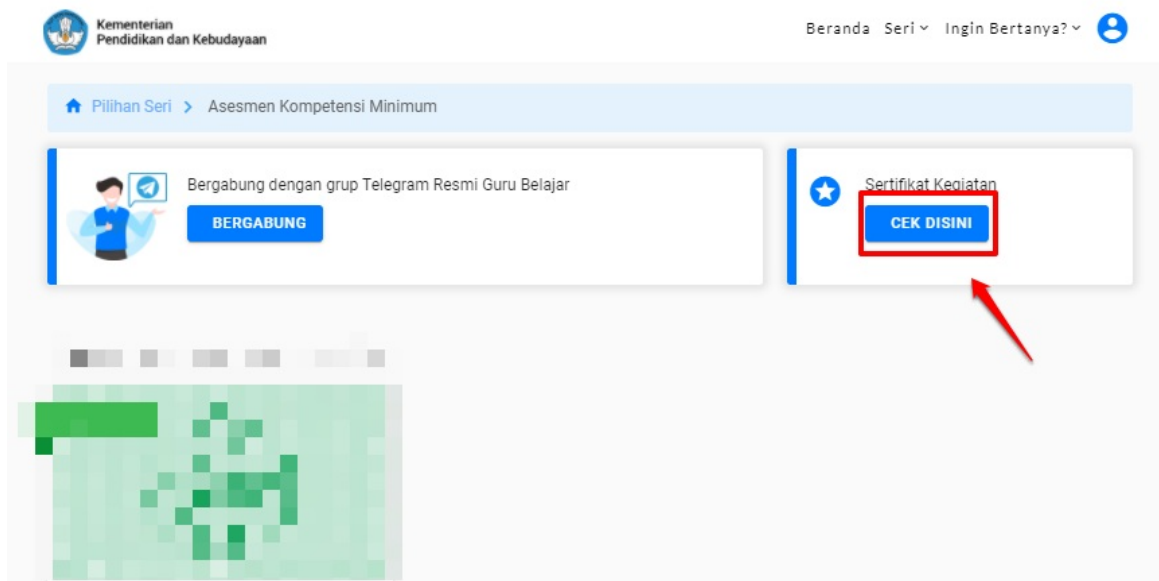 Kementerian
Pendidikan dan Kebudayaan
Beranda Seri Ingin Bertanya?
Pilihan Seri > Asesmen Kompetensi Minimum
Bergabung dengan grup Telegram Resmi Guru Belajar
BERGABUNG
Sertifikat Kegiatan
CEK DISINI